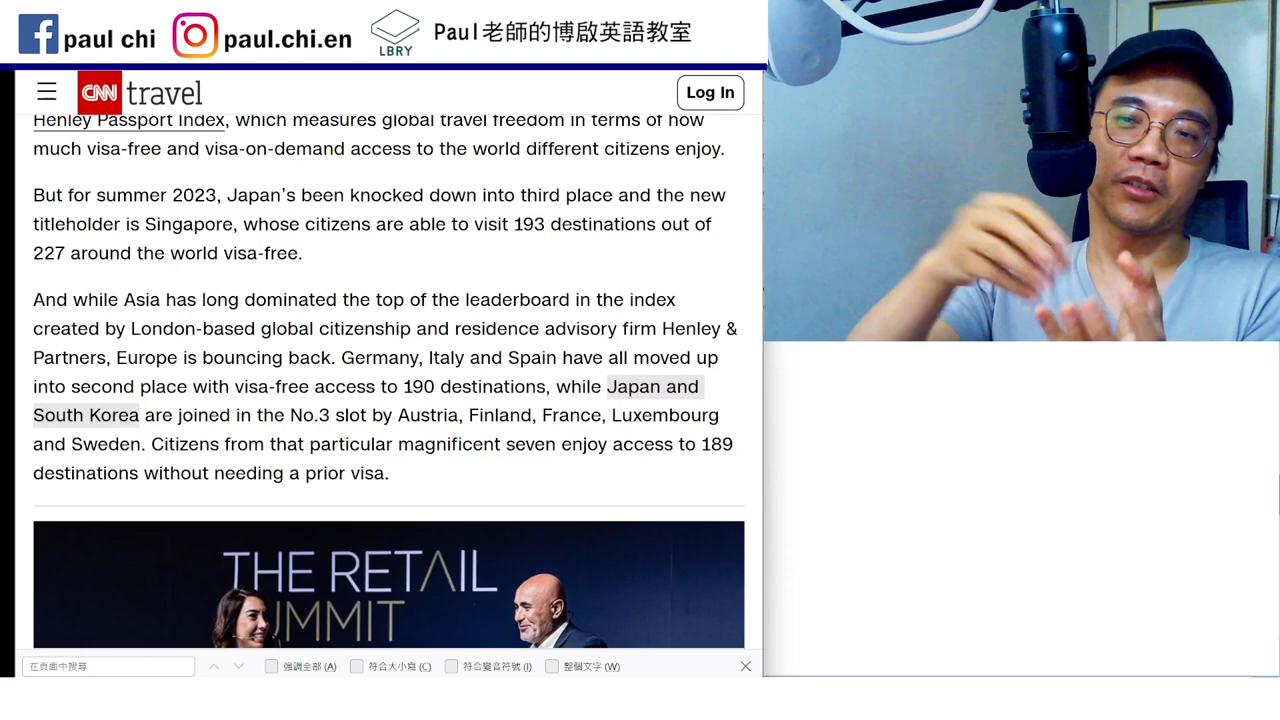 paul chi
paul.chi.en
LBRY
Paul老師的博啟英語教室
CNN travel
Log In
Henley Passport Index, which measures global travel freedom in terms of how
much visa-free and visa-on-demand access to the world different citizens enjoy.
But for summer 2023, Japan’s been knocked down into third place and the new
titleholder is Singapore, whose citizens are able to visit 193 destinations out of
227 around the world visa-free.
And while Asia has long dominated the top of the leaderboard in the index
created by London-based global citizenship and residence advisory firm Henley &
Partners, Europe is bouncing back. Germany, Italy and Spain have all moved up
into second place with visa-free access to 190 destinations, while Japan and
South Korea are joined in the No.3 slot by Austria, Finland, France, Luxembourg
and Sweden. Citizens from that particular magnificent seven enjoy access to 189
destinations without needing a prior visa.
THE RETAIL
UMMIT
在頁面中搜尋
強調全部 (A)
符合大小寫 (C)
符合變音符號 (I)
整個文字 (W)